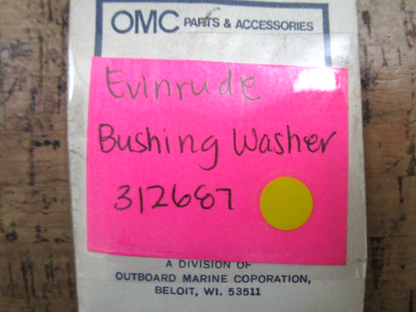 OMC PARTS & ACCESSORIES
Evinrude
Bushing Washer
312687
A DIVISION OF
OUTBOARD MARINE COPORATION,
BELOIT, WI. 53511